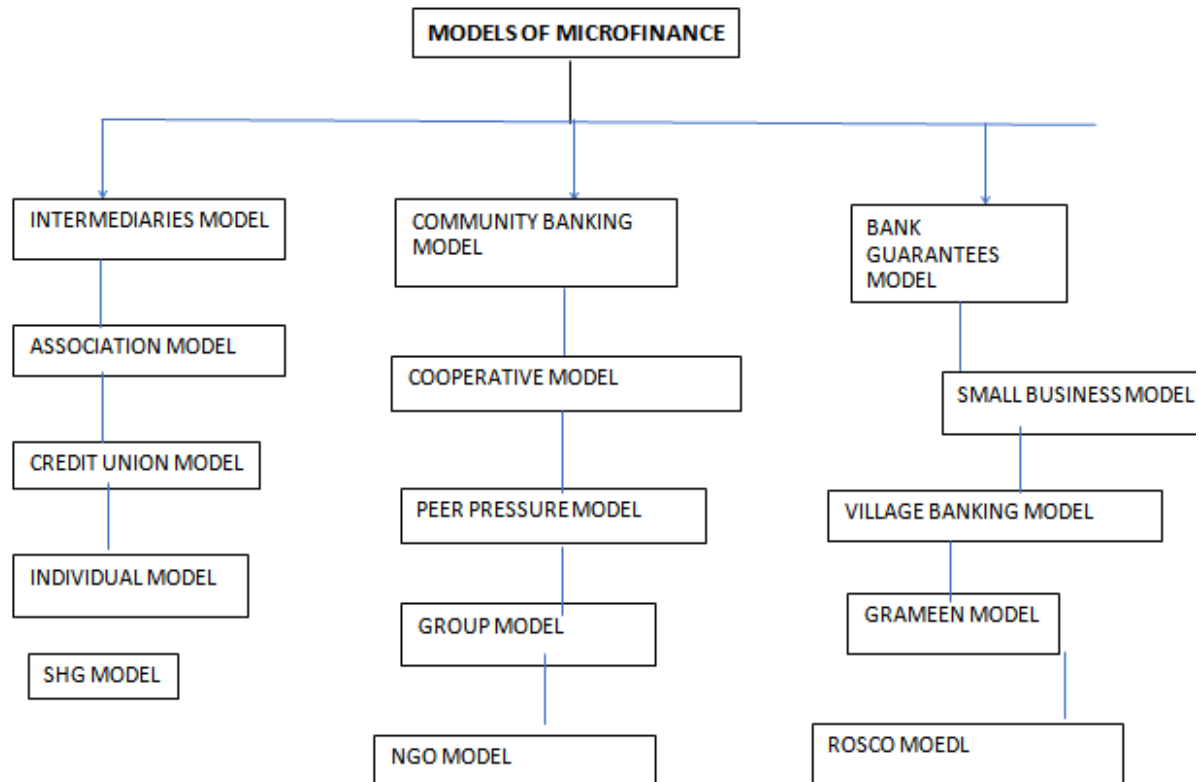 MODELS OF MICROFINANCE
INTERMEDIARIES MODEL
ASSOCIATION MODEL
CREDIT UNION MODEL
INDIVIDUAL MODEL
SHG MODEL
COMMUNITY BANKING
MODEL
COOPERATIVE MODEL
PEER PRESSURE MODEL
GROUP MODEL
NGO MODEL
BANK
GUARANTEES
MODEL
SMALL BUSINESS MODEL
VILLAGE BANKING MODEL
GRAMEEN MODEL
ROSCO MOEDL